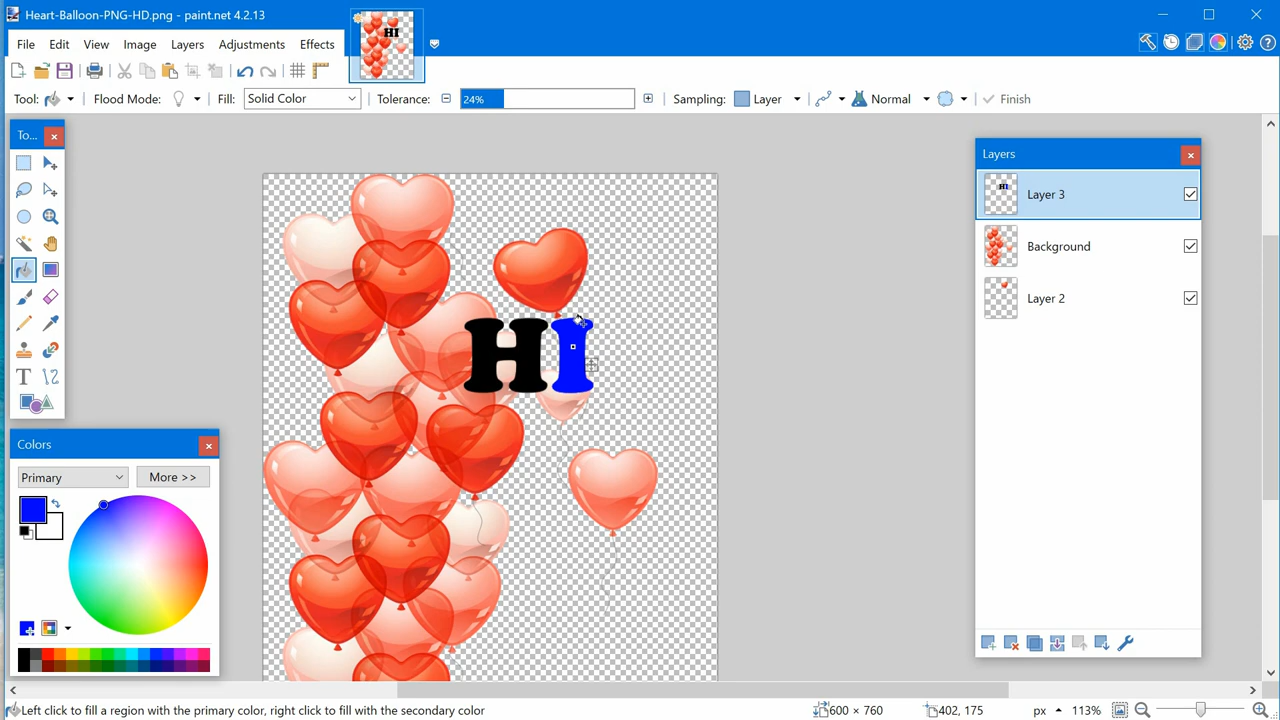 Heart-Balloon-PNG-HD.png - paint.net 4.2.13
File Edit View Image Layers Adjustments Effects
HI
Tool: Flood Mode: Fill: Solid Color Tolerance: 24% Sampling: Layer Normal Finish
To...
Layers
Layer 3
Background
Layer 2
HI
Colors
Primary More >>
Left click to fill a region with the primary color, right click to fill with the secondary color 600 × 760 402, 175 px 113%